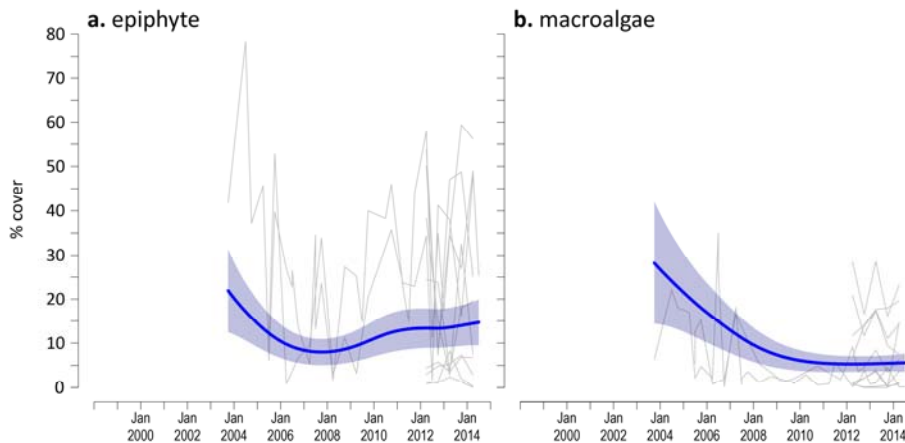 a. epiphyte
b. macroalgae
80
70
60
50
40
30
20
10
0
% cover
Jan 2000
Jan 2002
Jan 2004
Jan 2006
Jan 2008
Jan 2010
Jan 2012
Jan 2014
Jan 2000
Jan 2002
Jan 2004
Jan 2006
Jan 2008
Jan 2010
Jan 2012
Jan 2014